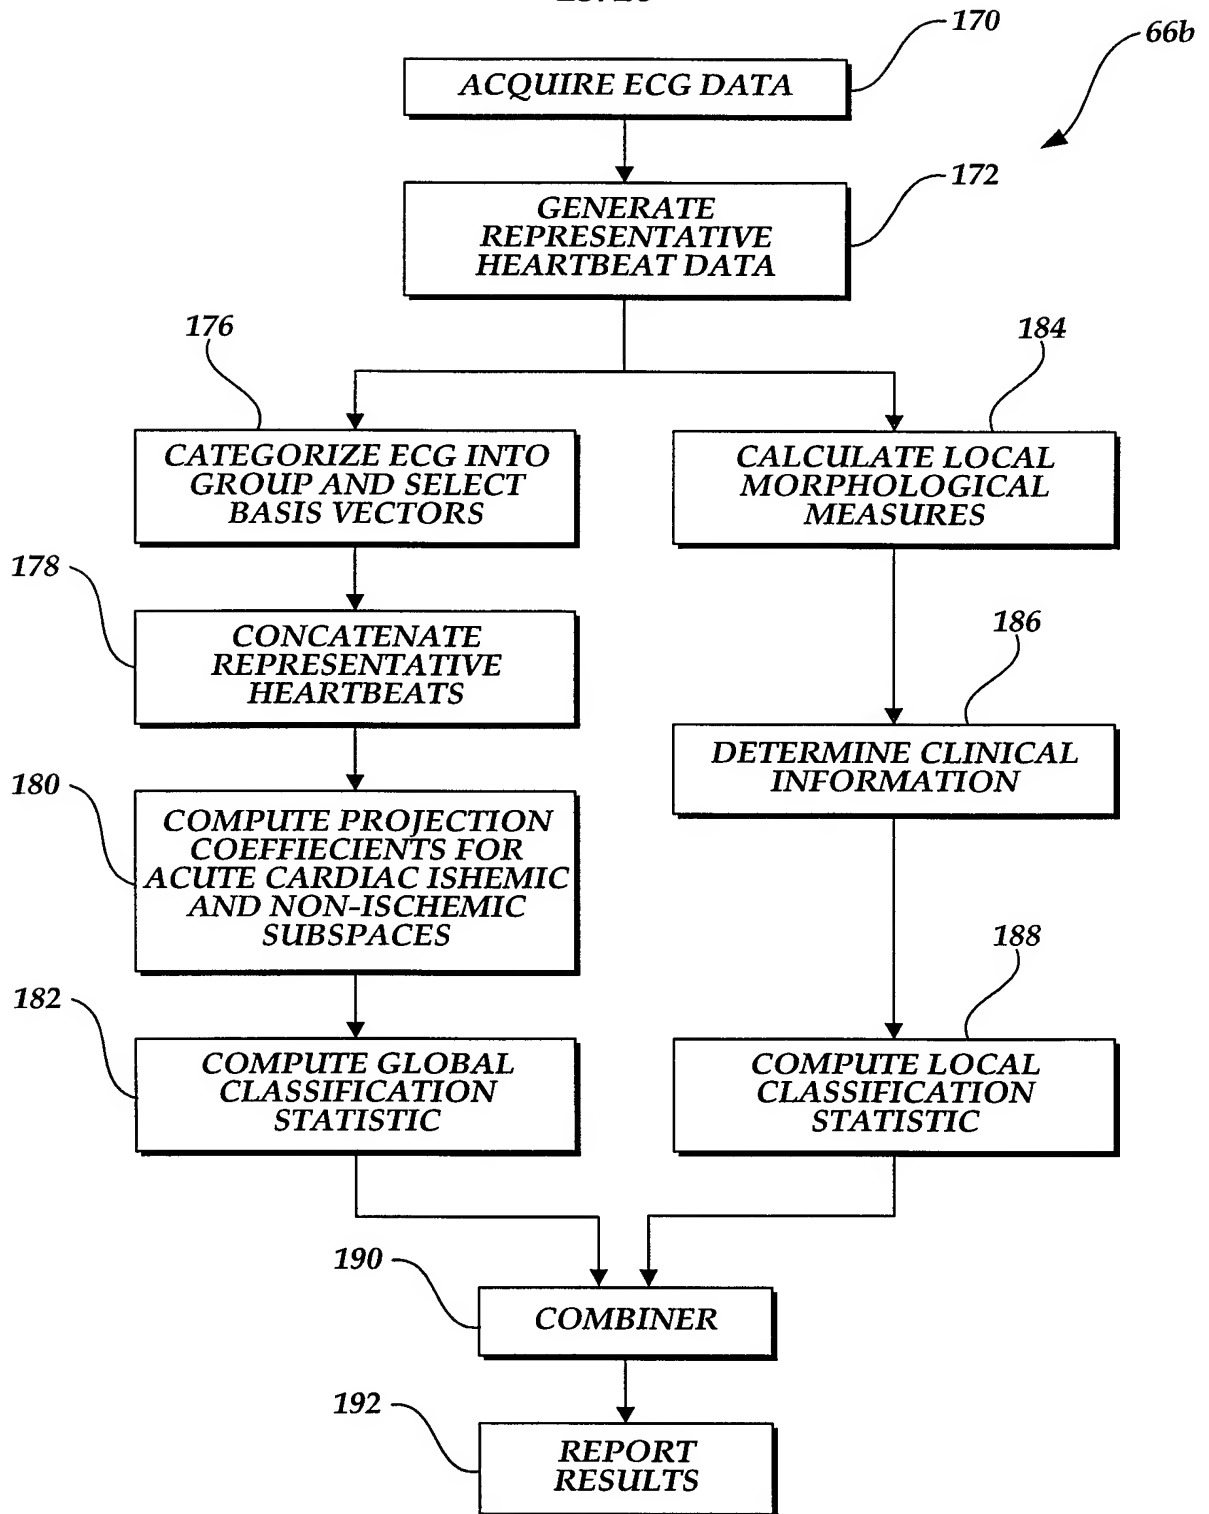 170
66b
ACQUIRE ECG DATA
172
GENERATE
REPRESENTATIVE
HEARTBEAT DATA
176
184
CATEGORIZE ECG INTO
GROUP AND SELECT
BASIS VECTORS
CALCULATE LOCAL
MORPHOLOGICAL
MEASURES
178
CONCATENATE
REPRESENTATIVE
HEARTBEATS
186
DETERMINE CLINICAL
INFORMATION
180
COMPUTE PROJECTION
COEFFIECIENTS FOR
ACUTE CARDIAC ISHEMIC
AND NON-ISCHEMIC
SUBSPACES
188
182
COMPUTE GLOBAL
CLASSIFICATION
STATISTIC
COMPUTE LOCAL
CLASSIFICATION
STATISTIC
190
COMBINER
192
REPORT
RESULTS